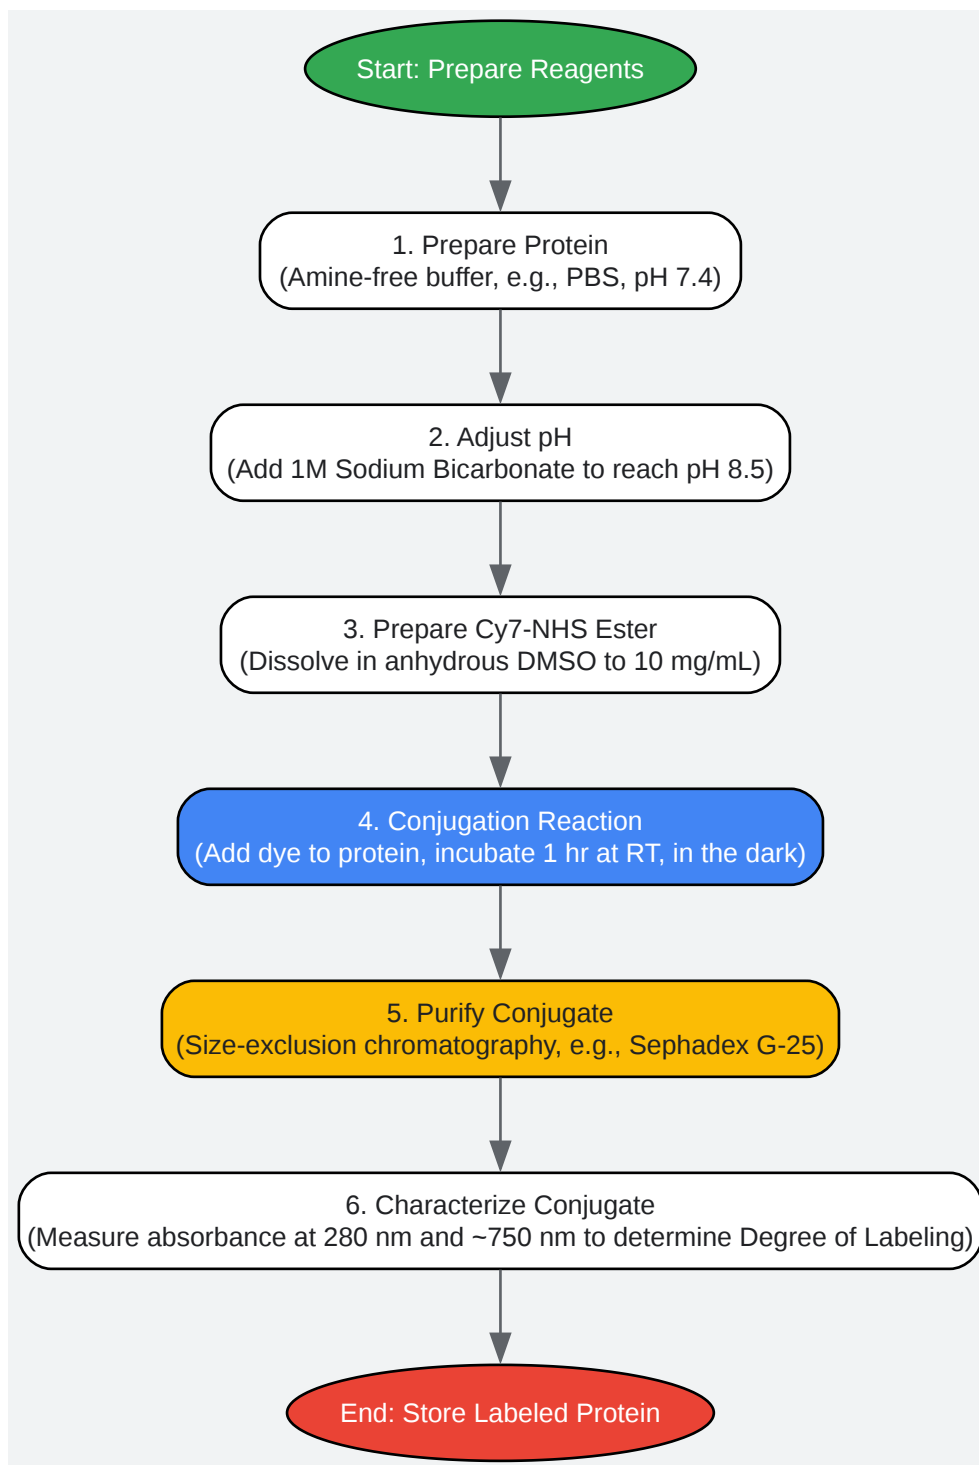 Start: Prepare Reagents
1. Prepare Protein
(Amine-free buffer, e.g., PBS, pH 7.4)
2. Adjust pH
(Add 1M Sodium Bicarbonate to reach pH 8.5)
3. Prepare Cy7-NHS Ester
(Dissolve in anhydrous DMSO to 10 mg/mL)
4. Conjugation Reaction
(Add dye to protein, incubate 1 hr at RT, in the dark)
5. Purify Conjugate
(Size-exclusion chromatography, e.g., Sephadex G-25)
6. Characterize Conjugate
(Measure absorbance at 280 nm and ~750 nm to determine Degree of Labeling)
End: Store Labeled Protein